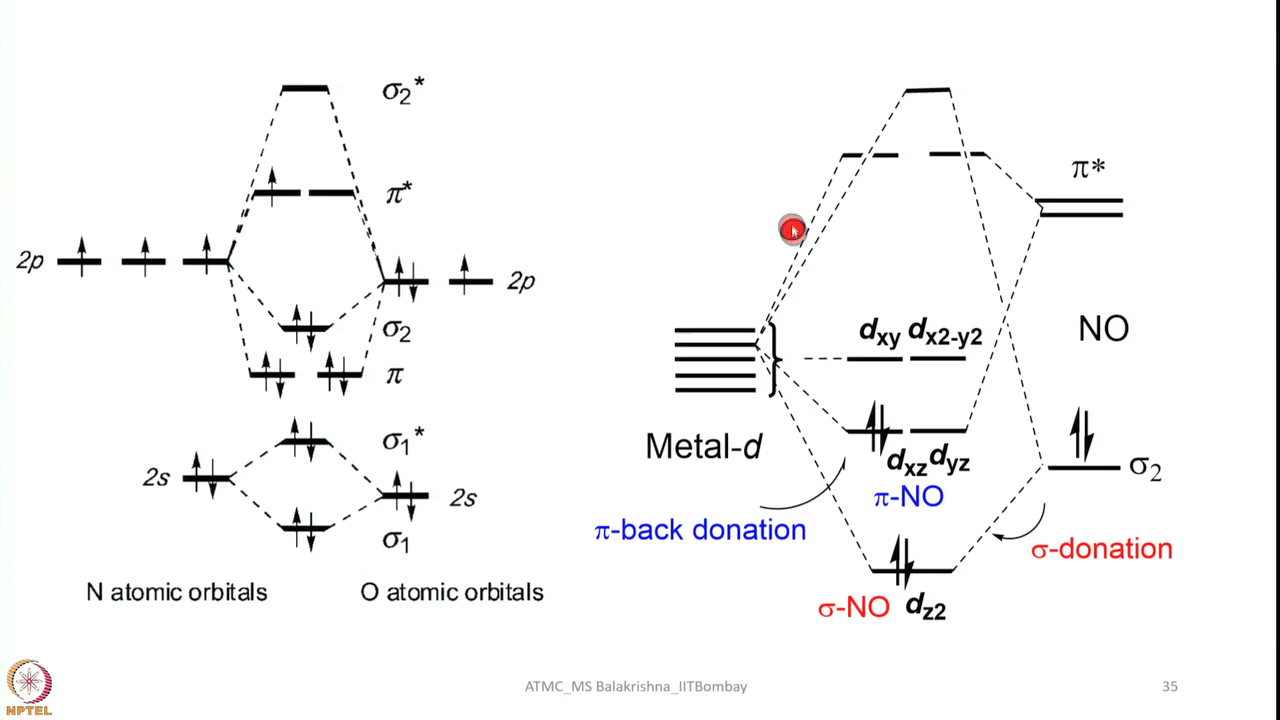 σ2*
π*
2p
2p
σ2
π
σ1*
2s
2s
σ1
N atomic orbitals
O atomic orbitals
π*
NO
dxy dx2-y2
Metal-d
dxz dyz
π-NO
σ2
π-back donation
σ-donation
σ-NO dz2
NPTEL
ATMC_MS Balakrishna_IITBombay
35